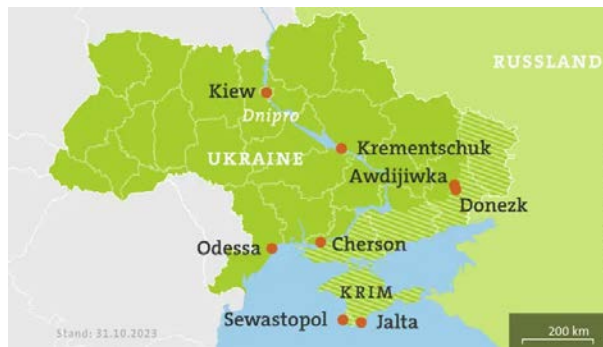 RUSSLAND
Kiew
Dnipro
Krementschuk
UKRAINE
Awdijiwka
Donezk
Odessa
Cherson
KRIM
Sewastopol
Jalta
Stand: 31.10.2023
200 km